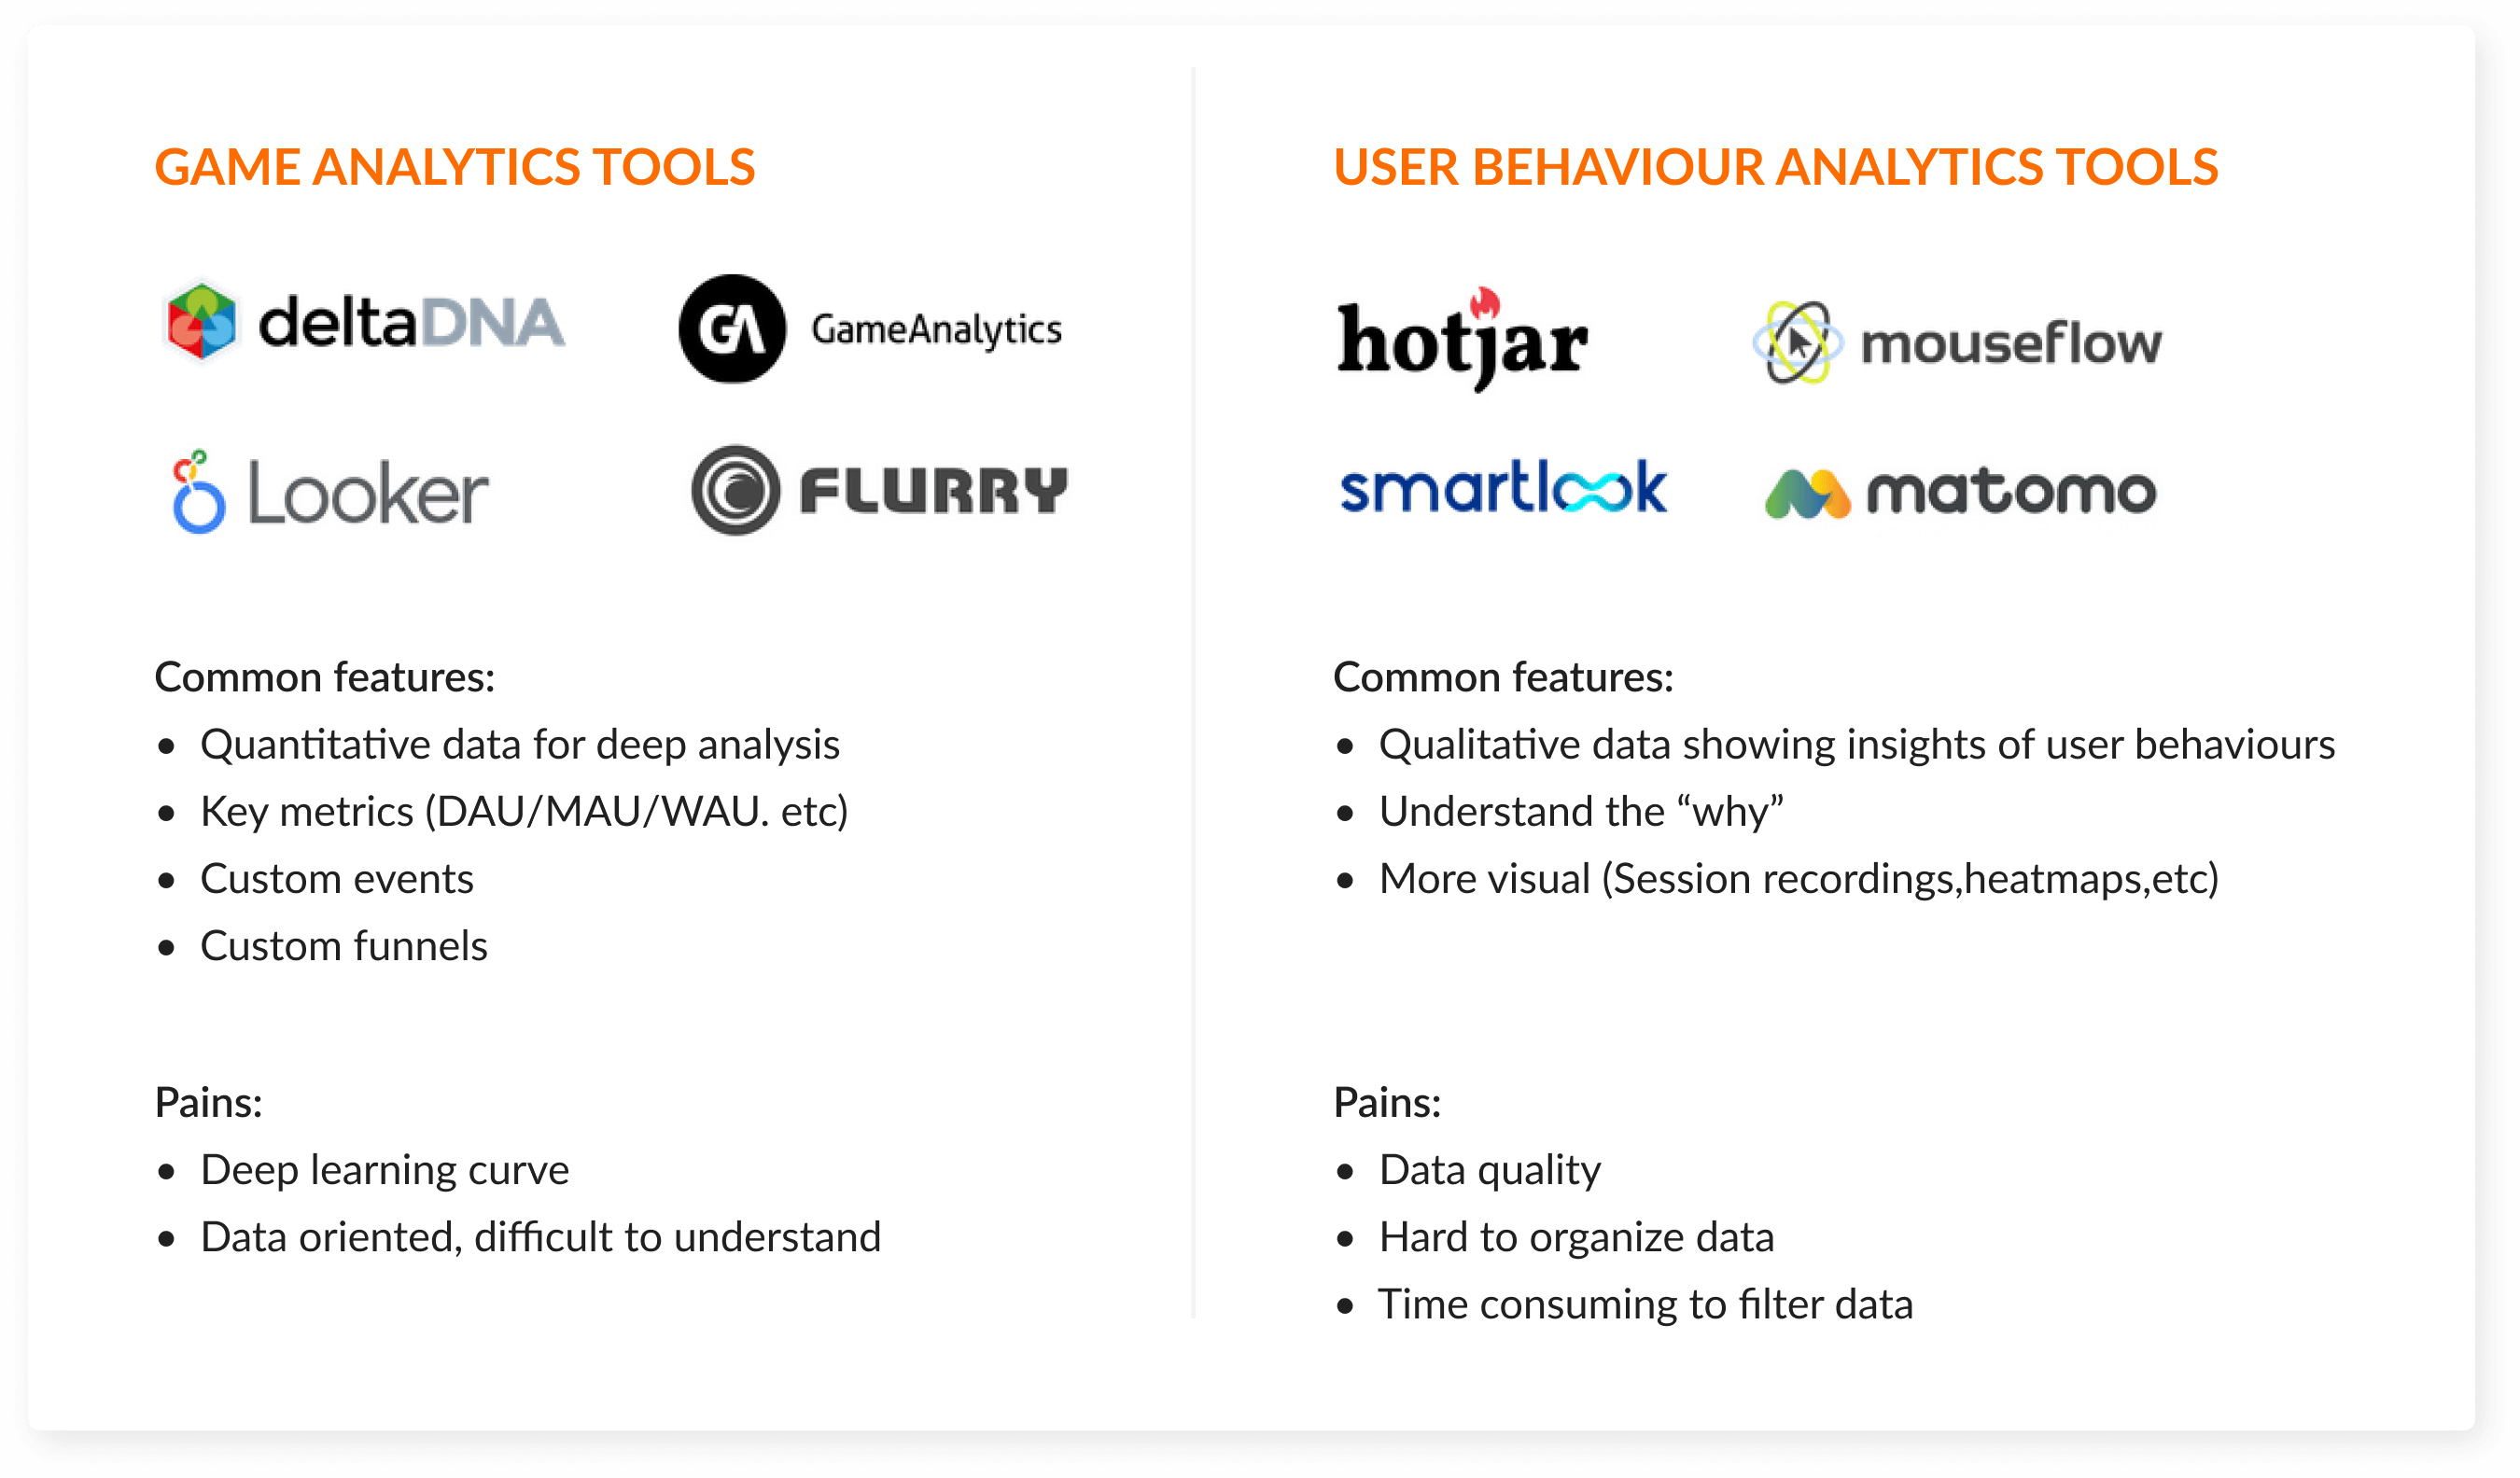 GAME ANALYTICS TOOLS
deltaDNA
GA GameAnalytics
Looker
FLURRY
Common features:
• Quantitative data for deep analysis
• Key metrics (DAU/MAU/WAU. etc)
• Custom events
• Custom funnels
Pains:
• Deep learning curve
• Data oriented, difficult to understand
USER BEHAVIOUR ANALYTICS TOOLS
hotjar
mouseflow
smartlook
matomo
Common features:
• Qualitative data showing insights of user behaviours
• Understand the “why”
• More visual (Session recordings,heatmaps,etc)
Pains:
• Data quality
• Hard to organize data
• Time consuming to filter data